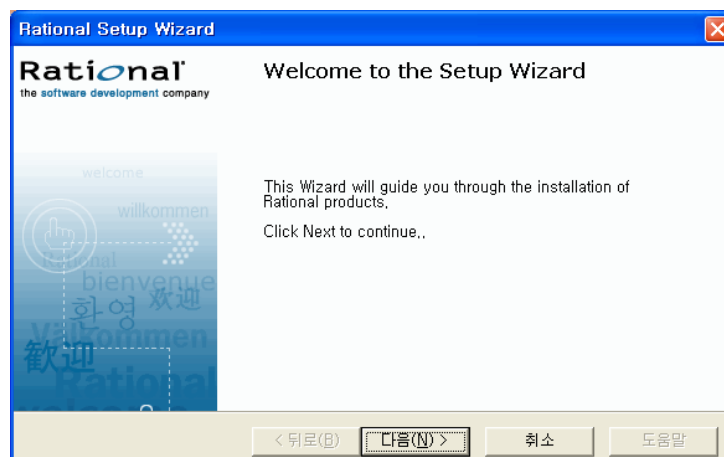 Rational Setup Wizard
Rational
the software development company
Welcome to the Setup Wizard
This Wizard will guide you through the installation of
Rational products,
Click Next to continue,,
welcome
willkommen
Rational
bienvenue
환영 欢迎
Välkommen
歡迎
Rational
< 뒤로(B)
다음(N) >
취소
도움말